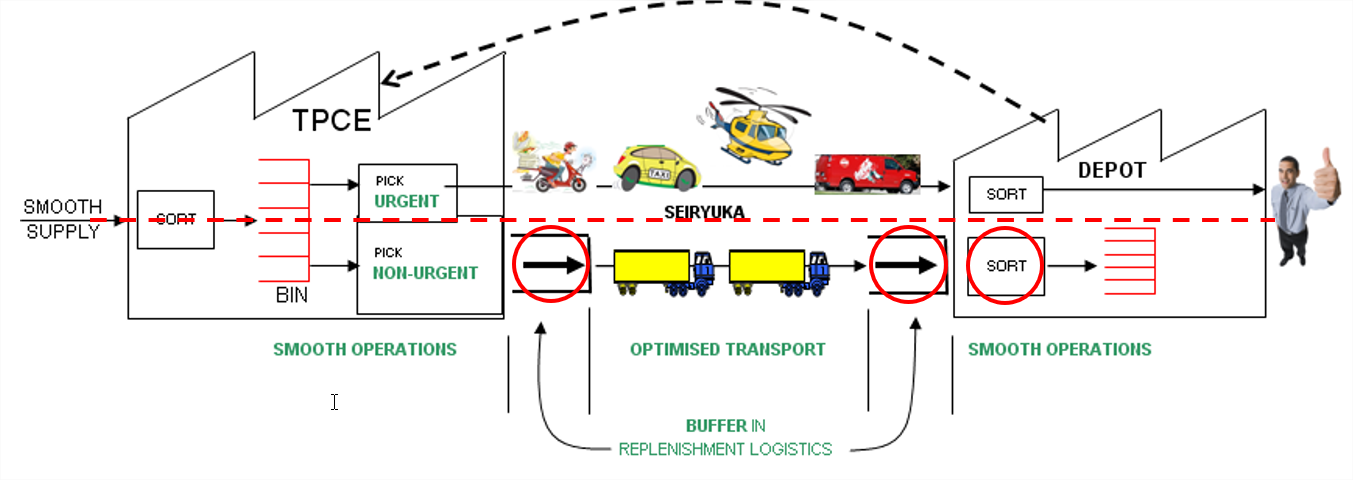 TPCE
SMOOTH
SUPPLY
SORT
BIN
PICK
URGENT
PICK
NON-URGENT
TAXI
SEIRYUKA
DEPOT
SORT
SORT
SMOOTH OPERATIONS
OPTIMISED TRANSPORT
SMOOTH OPERATIONS
BUFFER IN
REPLENISHMENT LOGISTICS